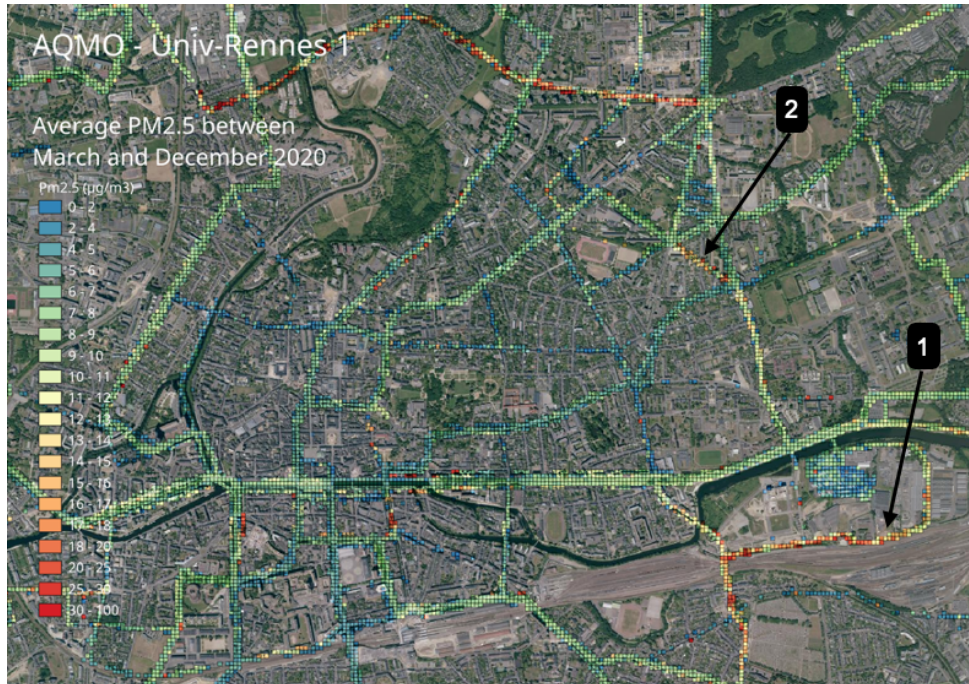 AQMO - Univ-Rennes 1
Average PM2.5 between
March and December 2020
Pm2.5 (µg/m3)
0 - 2
2 - 4
4 - 5
5 - 6
6 - 7
7 - 8
8 - 9
9 - 10
10 - 11
11 - 12
12 - 13
13 - 14
14 - 15
15 - 16
16 - 17
17 - 18
18 - 20
20 - 25
25 - 30
30 - 100
2
1